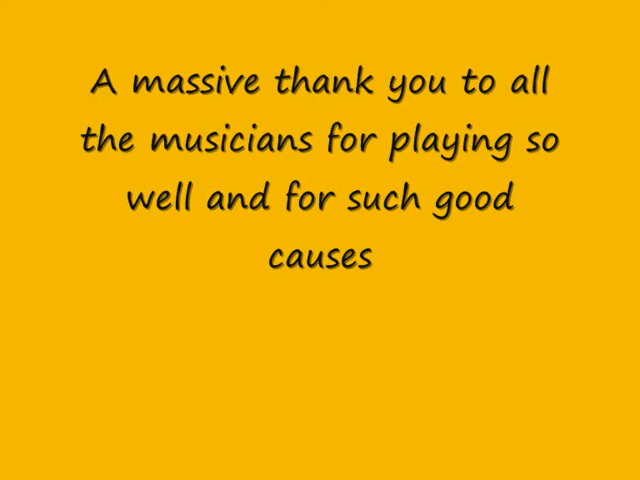 A massive thank you to all
the musicians for playing so
well and for such good
causes